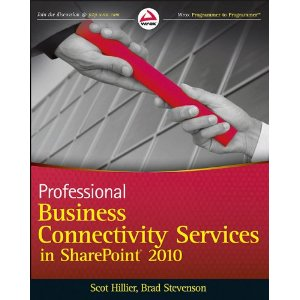 Join the discussion @ p2p.wrox.com
Wrox Programmer to Programmer™
wrox
Professional
Business
Connectivity Services
in SharePoint® 2010
Scot Hillier, Brad Stevenson